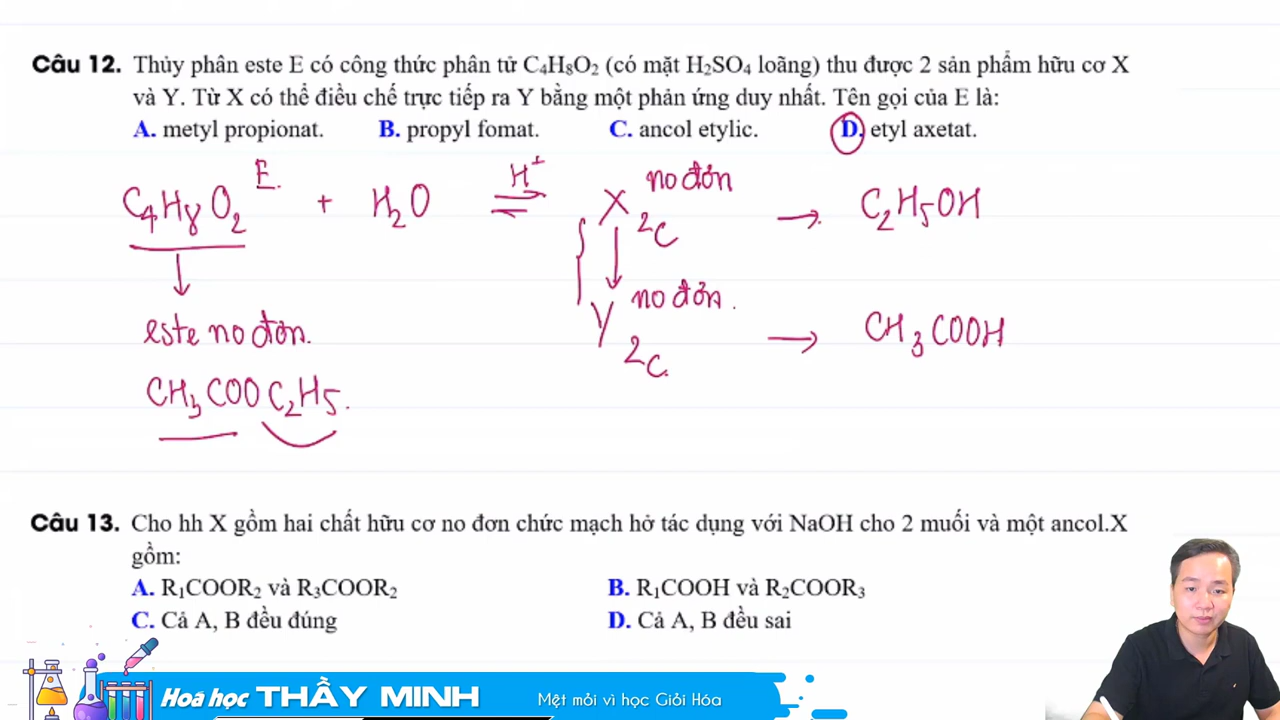 Câu 12. Thủy phân este E có công thức phân tử C₄H₈O₂ (có mặt H₂SO₄ loãng) thu được 2 sản phẩm hữu cơ X
và Y. Từ X có thể điều chế trực tiếp ra Y bằng một phản ứng duy nhất. Tên gọi của E là:
A. metyl propionat. B. propyl fomat. C. ancol etylic. D. etyl axetat.
C₄H₈O₂ E. + H₂O ⇌ H⁺ X no đơn 2C → C₂H₅OH
Y no đơn. 2C. → CH₃COOH
este no đơn.
CH₃COOC₂H₅.
Câu 13. Cho hh X gồm hai chất hữu cơ no đơn chức mạch hở tác dụng với NaOH cho 2 muối và một ancol.X
gồm:
A. R₁COOR₂ và R₃COOR₂ B. R₁COOH và R₂COOR₃
C. Cả A, B đều đúng D. Cả A, B đều sai
Hoá học THẦY MINH Mệt mỏi vì học Giỏi Hóa